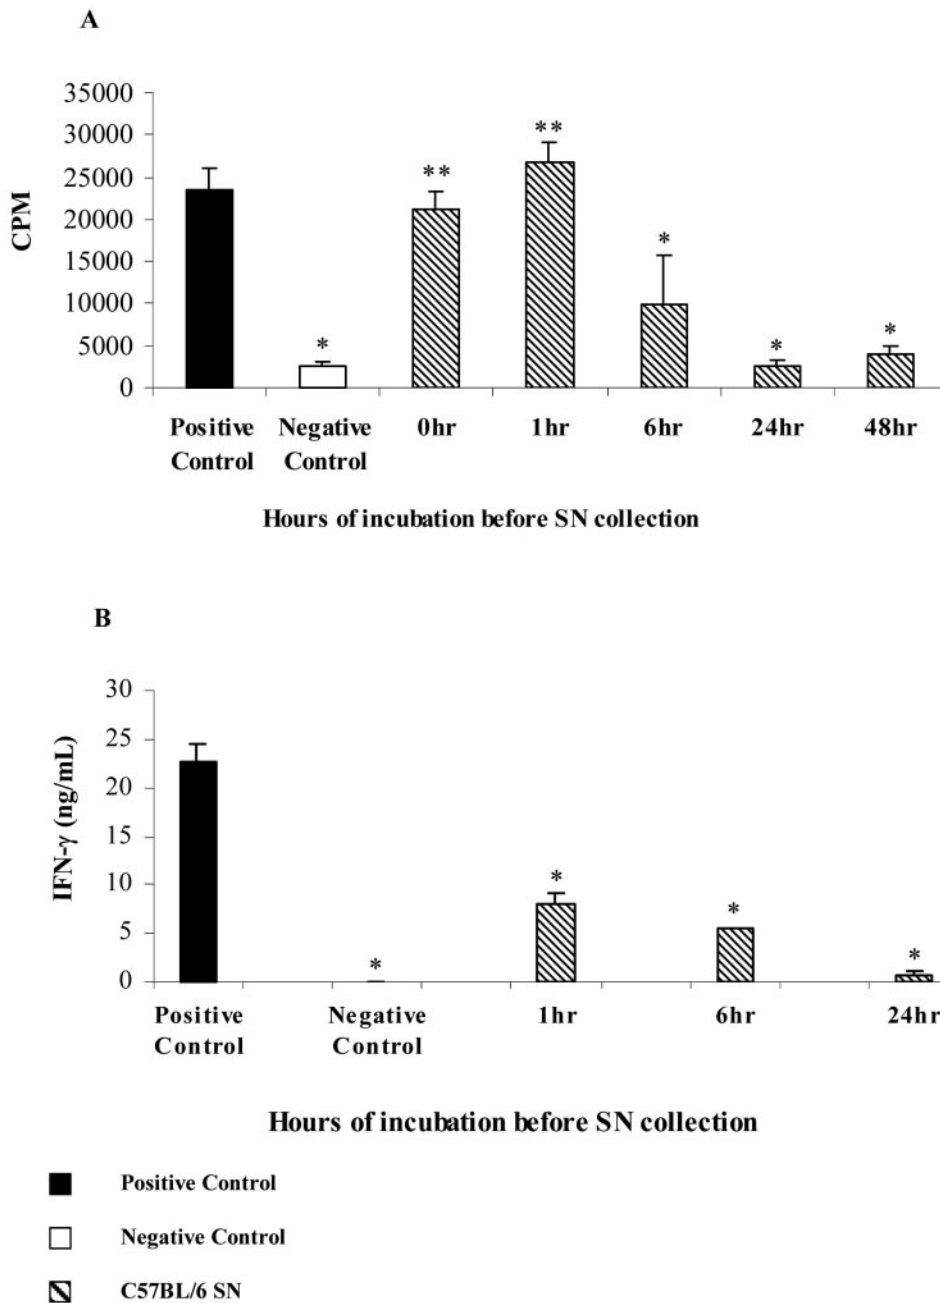 A
35000
30000
25000
20000
15000
10000
5000
0
CPM
*
**
**
*
*
*
Positive Control
Negative Control
0hr
1hr
6hr
24hr
48hr
Hours of incubation before SN collection
B
30
25
20
15
10
5
0
IFN-γ (ng/mL)
*
*
*
*
Positive Control
Negative Control
1hr
6hr
24hr
Hours of incubation before SN collection
Positive Control
Negative Control
C57BL/6 SN